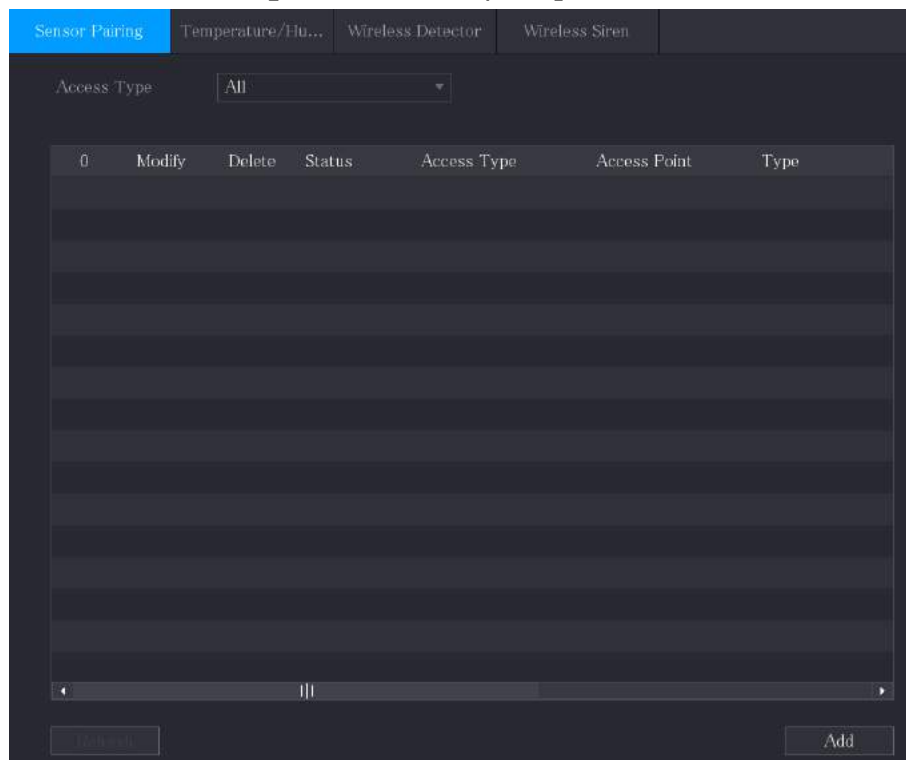 Sensor Pairing Temperature/Hu... Wireless Detector Wireless Siren
Access Type All
0 Modify Delete Status Access Type Access Point Type
Refresh Add